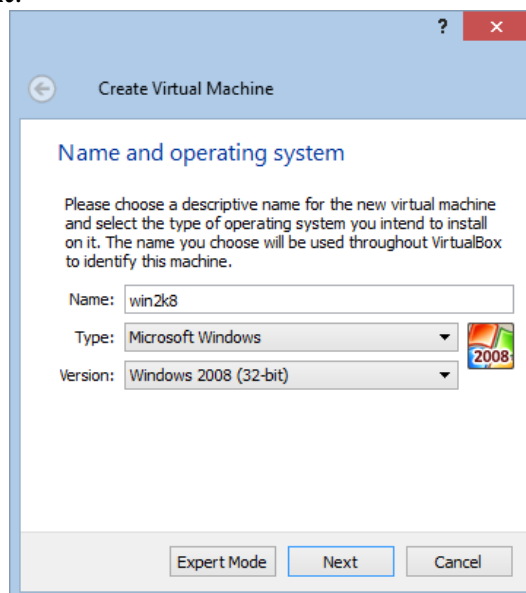 ?
Create Virtual Machine
Name and operating system
Please choose a descriptive name for the new virtual machine
and select the type of operating system you intend to install
on it. The name you choose will be used throughout VirtualBox
to identify this machine.
Name: win2k8
Type: Microsoft Windows
2008
Version: Windows 2008 (32-bit)
Expert Mode Next Cancel